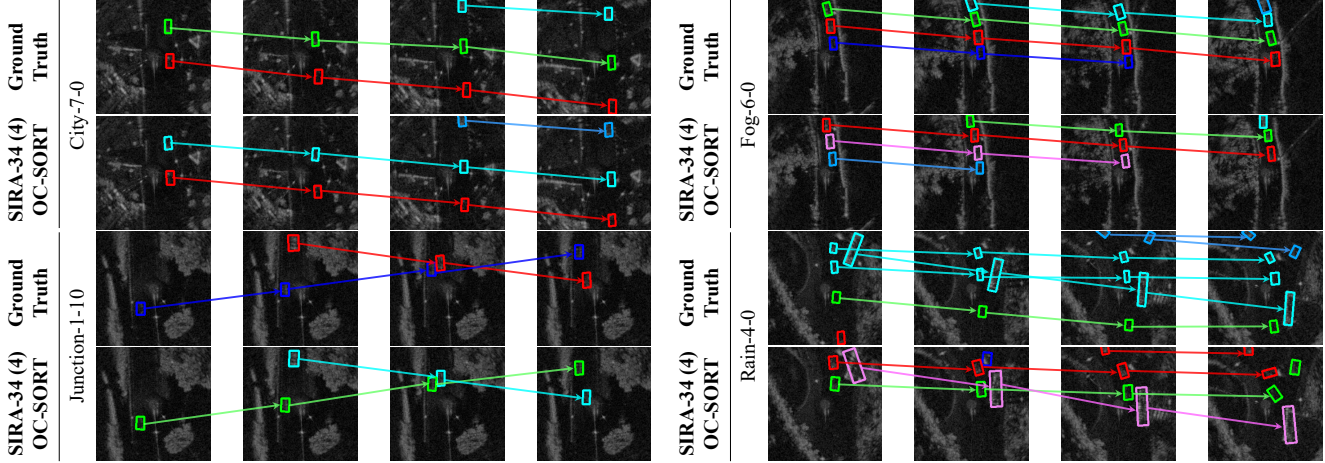 Ground
Truth
SIRA-34 (4)
OC-SORT
City-7-0
Ground
Truth
SIRA-34 (4)
OC-SORT
Junction-1-10
Ground
Truth
SIRA-34 (4)
OC-SORT
Fog-6-0
Ground
Truth
SIRA-34 (4)
OC-SORT
Rain-4-0